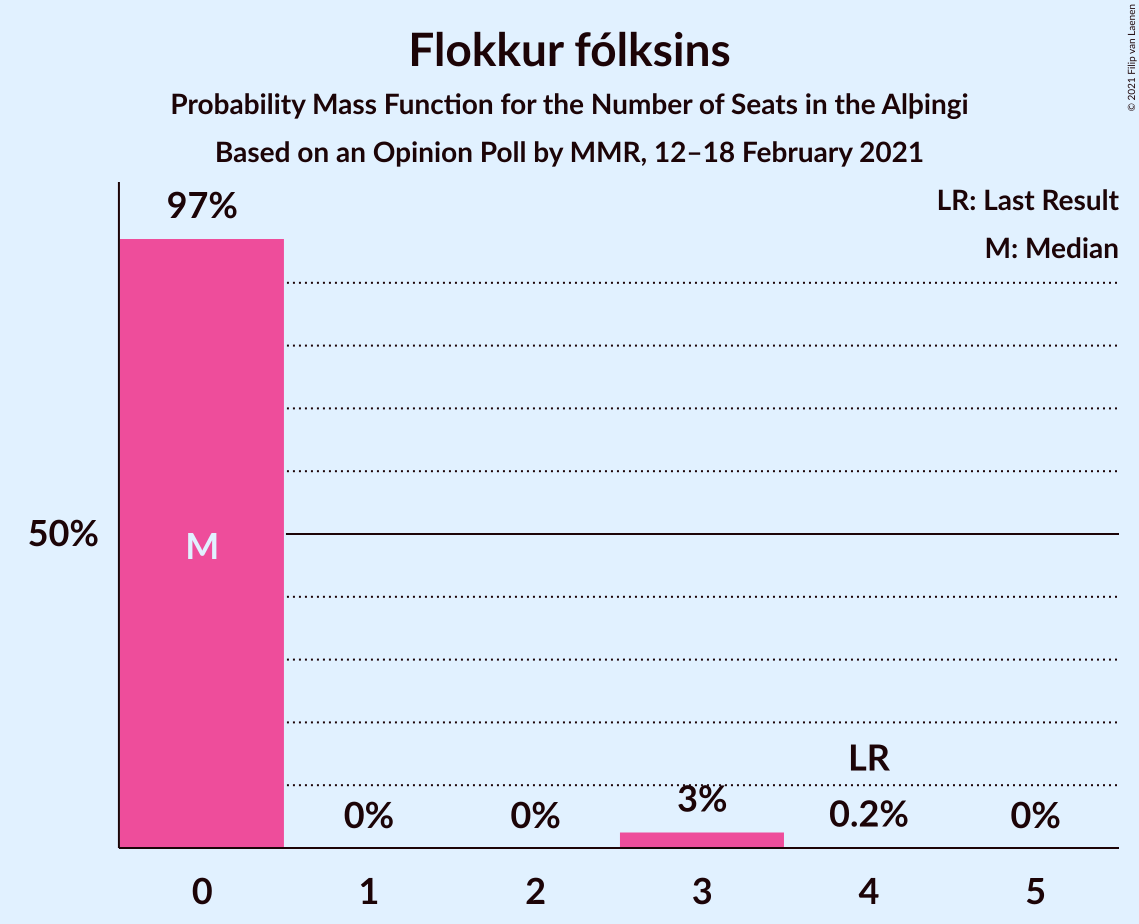 Flokkur fólksins
Probability Mass Function for the Number of Seats in the Alþingi
Based on an Opinion Poll by MMR, 12–18 February 2021
© 2021 Filip van Laenen
LR: Last Result
M: Median
97%
50%
M
LR
0% 0% 3% 0.2% 0%
0 1 2 3 4 5